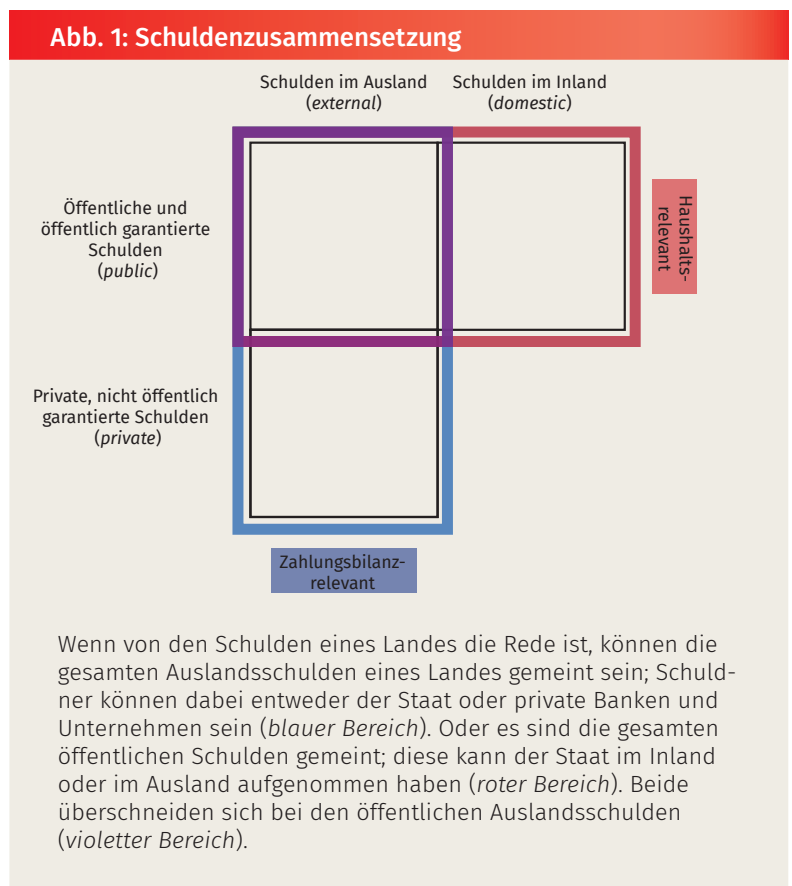 Abb. 1: Schuldenzusammensetzung
Schulden im Ausland
(external)
Schulden im Inland
(domestic)
Öffentliche und
öffentlich garantierte
Schulden
(public)
Haushalts-
relevant
Private, nicht öffentlich
garantierte Schulden
(private)
Zahlungsbilanz-
relevant
Wenn von den Schulden eines Landes die Rede ist, können die
gesamten Auslandsschulden eines Landes gemeint sein; Schuld-
ner können dabei entweder der Staat oder private Banken und
Unternehmen sein (blauer Bereich). Oder es sind die gesamten
öffentlichen Schulden gemeint; diese kann der Staat im Inland
oder im Ausland aufgenommen haben (roter Bereich). Beide
überschneiden sich bei den öffentlichen Auslandsschulden
(violetter Bereich).